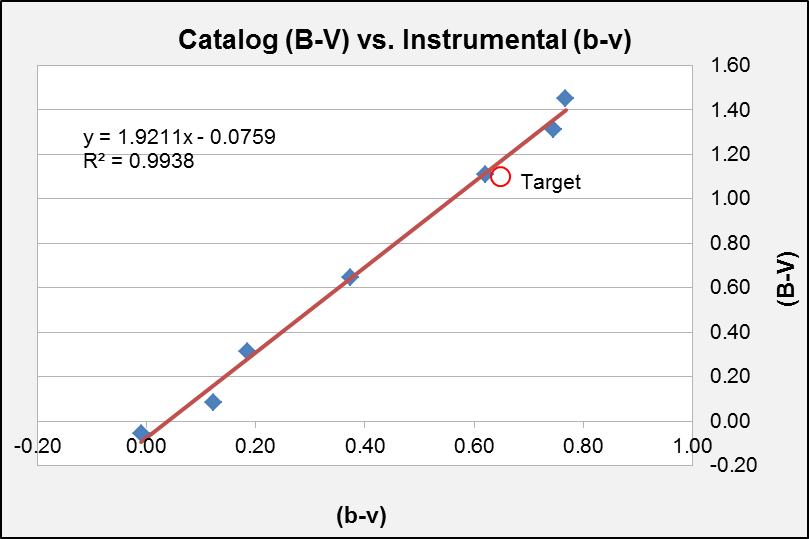 Catalog (B-V) vs. Instrumental (b-v)
1.60
y = 1.9211x - 0.0759
R² = 0.9938
1.40
1.20
Target
1.00
0.80
0.60
0.40
0.20
0.00
-0.20
(B-V)
-0.20 0.00 0.20 0.40 0.60 0.80 1.00
(b-v)